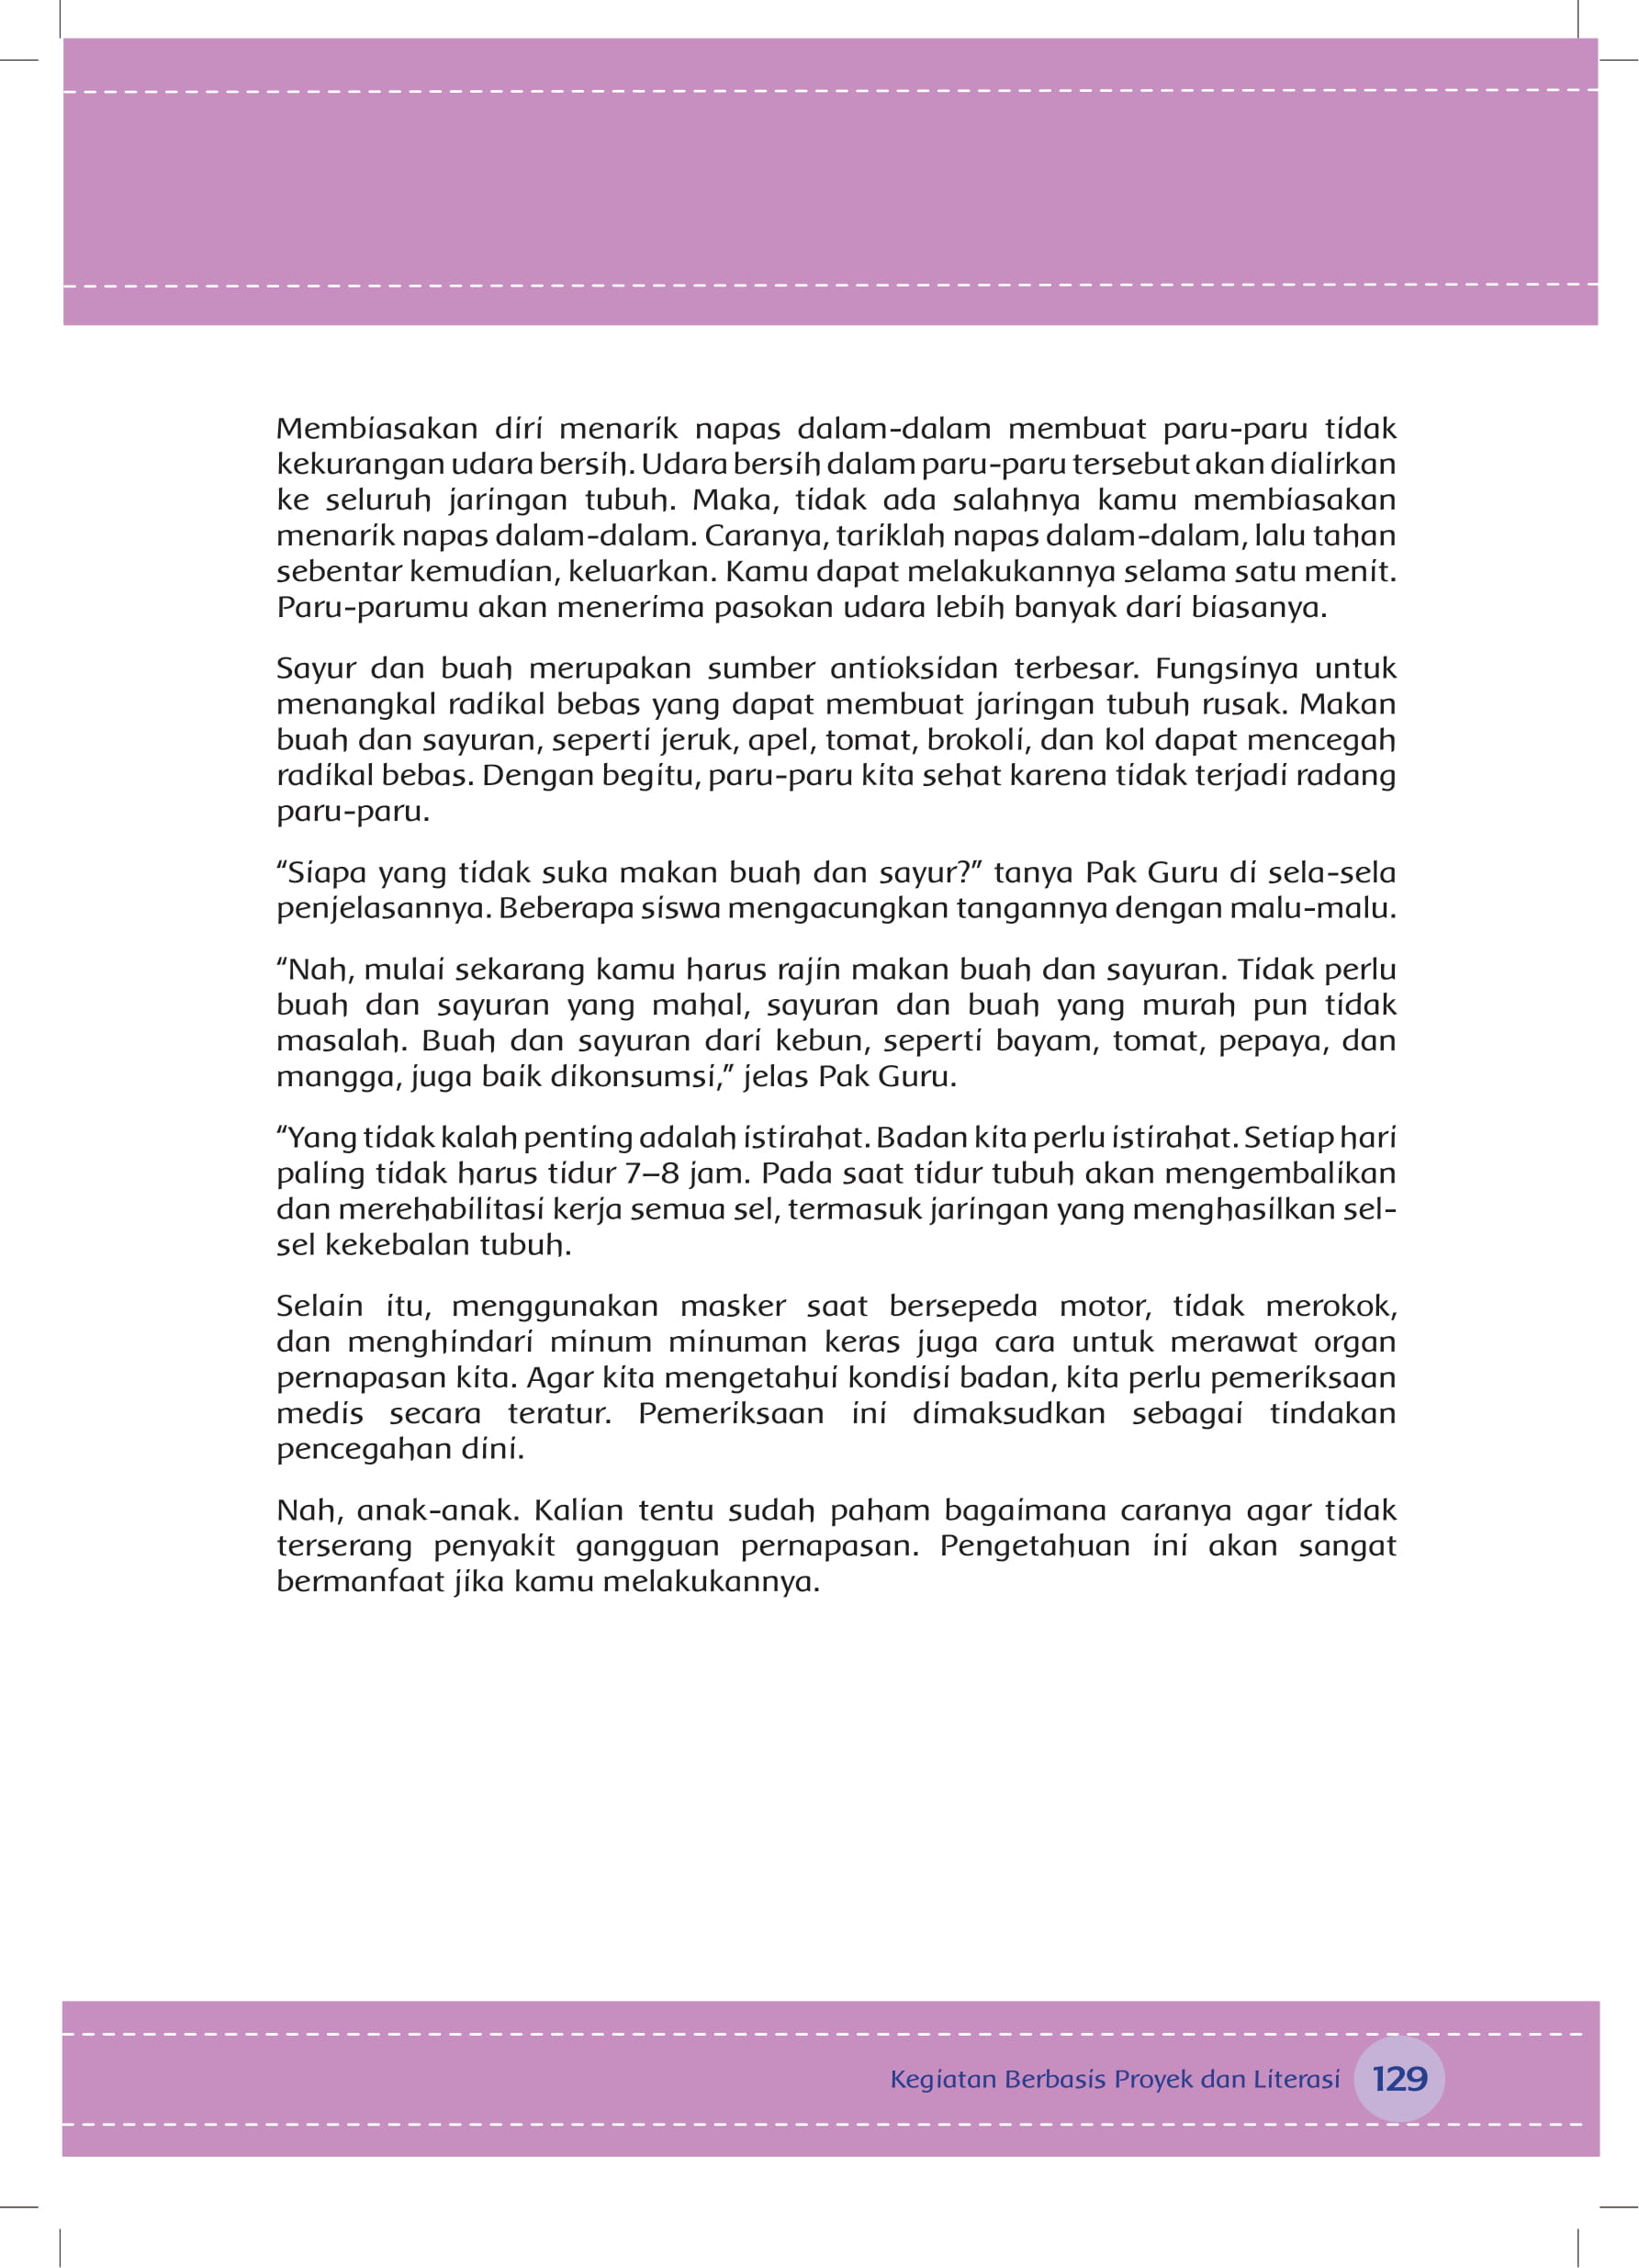 Membiasakan diri menarik napas dalam-dalam membuat paru-paru tidak
kekurangan udara bersih. Udara bersih dalam paru-paru tersebut akan dialirkan
ke seluruh jaringan tubuh. Maka, tidak ada salahnya kamu membiasakan
menarik napas dalam-dalam. Caranya, tariklah napas dalam-dalam, lalu tahan
sebentar kemudian, keluarkan. Kamu dapat melakukannya selama satu menit.
Paru-parumu akan menerima pasokan udara lebih banyak dari biasanya.
Sayur dan buah merupakan sumber antioksidan terbesar. Fungsinya untuk
menangkal radikal bebas yang dapat membuat jaringan tubuh rusak. Makan
buah dan sayuran, seperti jeruk, apel, tomat, brokoli, dan kol dapat mencegah
radikal bebas. Dengan begitu, paru-paru kita sehat karena tidak terjadi radang
paru-paru.
“Siapa yang tidak suka makan buah dan sayur?” tanya Pak Guru di sela-sela
penjelasannya. Beberapa siswa mengacungkan tangannya dengan malu-malu.
“Nah, mulai sekarang kamu harus rajin makan buah dan sayuran. Tidak perlu
buah dan sayuran yang mahal, sayuran dan buah yang murah pun tidak
masalah. Buah dan sayuran dari kebun, seperti bayam, tomat, pepaya, dan
mangga, juga baik dikonsumsi,” jelas Pak Guru.
“Yang tidak kalah penting adalah istirahat. Badan kita perlu istirahat. Setiap hari
paling tidak harus tidur 7–8 jam. Pada saat tidur tubuh akan mengembalikan
dan merehabilitasi kerja semua sel, termasuk jaringan yang menghasilkan sel-
sel kekebalan tubuh.
Selain itu, menggunakan masker saat bersepeda motor, tidak merokok,
dan menghindari minum minuman keras juga cara untuk merawat organ
pernapasan kita. Agar kita mengetahui kondisi badan, kita perlu pemeriksaan
medis secara teratur. Pemeriksaan ini dimaksudkan sebagai tindakan
pencegahan dini.
Nah, anak-anak. Kalian tentu sudah paham bagaimana caranya agar tidak
terserang penyakit gangguan pernapasan. Pengetahuan ini akan sangat
bermanfaat jika kamu melakukannya.
Kegiatan Berbasis Proyek dan Literasi 129